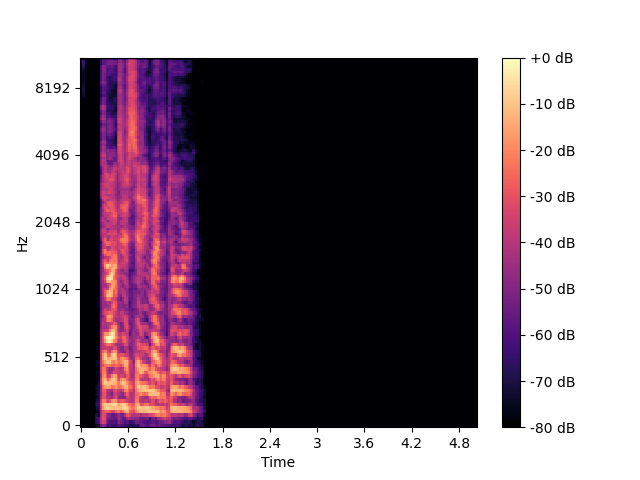 +0 dB
8192
-10 dB
4096
-20 dB
-30 dB
2048
Hz
-40 dB
1024
-50 dB
-60 dB
512
-70 dB
0
-80 dB
0 0.6 1.2 1.8 2.4 3 3.6 4.2 4.8
Time